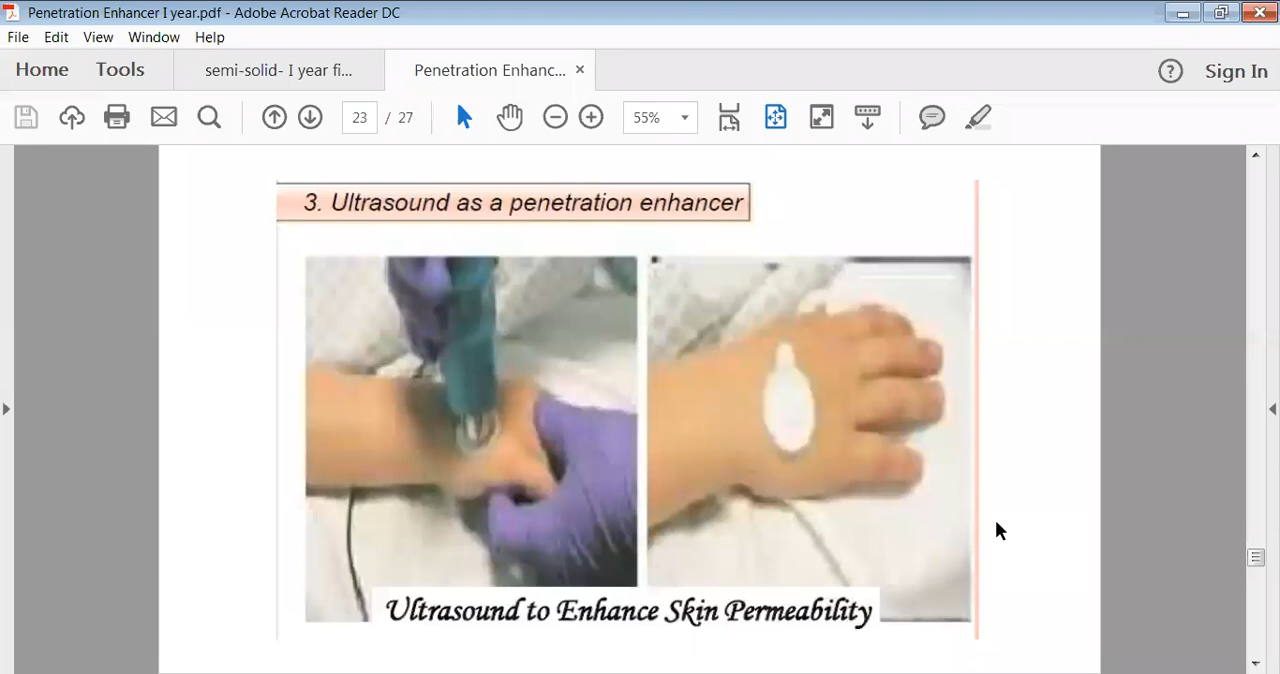 Penetration Enhancer I year.pdf - Adobe Acrobat Reader DC
File Edit View Window Help
Home Tools semi-solid- I year fi... Penetration Enhanc... × ? Sign In
23 / 27 55%
3. Ultrasound as a penetration enhancer
Ultrasound to Enhance Skin Permeability